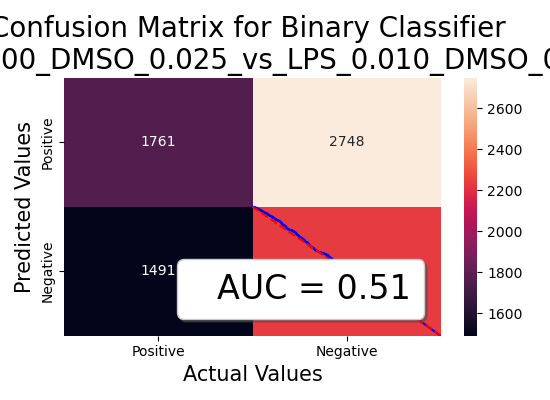 Confusion Matrix for Binary Classifier
00_DMSO_0.025_vs_LPS_0.010_DMSO_0
Predicted Values
Positive
Negative
1761
2748
1491
AUC = 0.51
Positive
Negative
Actual Values
2600
2400
2200
2000
1800
1600